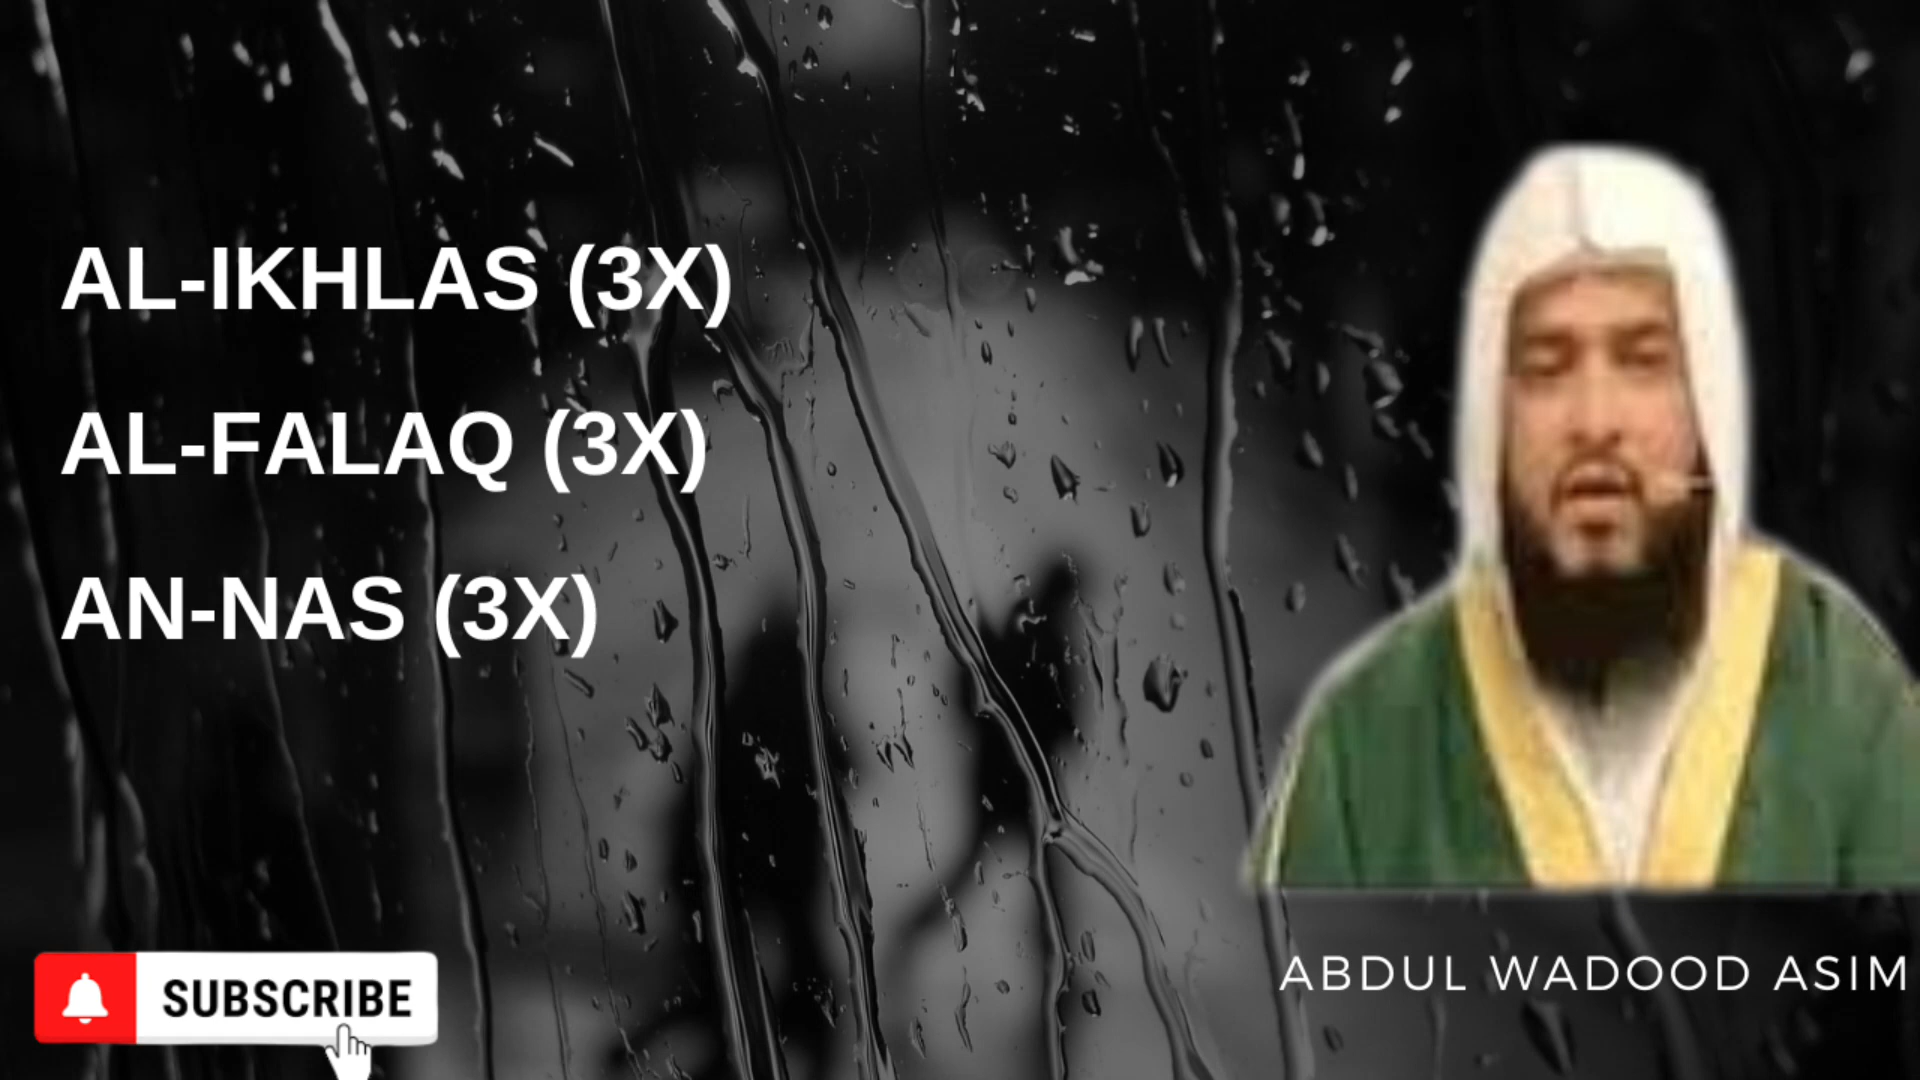 AL-IKHLAS (3X)
AL-FALAQ (3X)
AN-NAS (3X)
SUBSCRIBE
ABDUL WADOOD ASIM